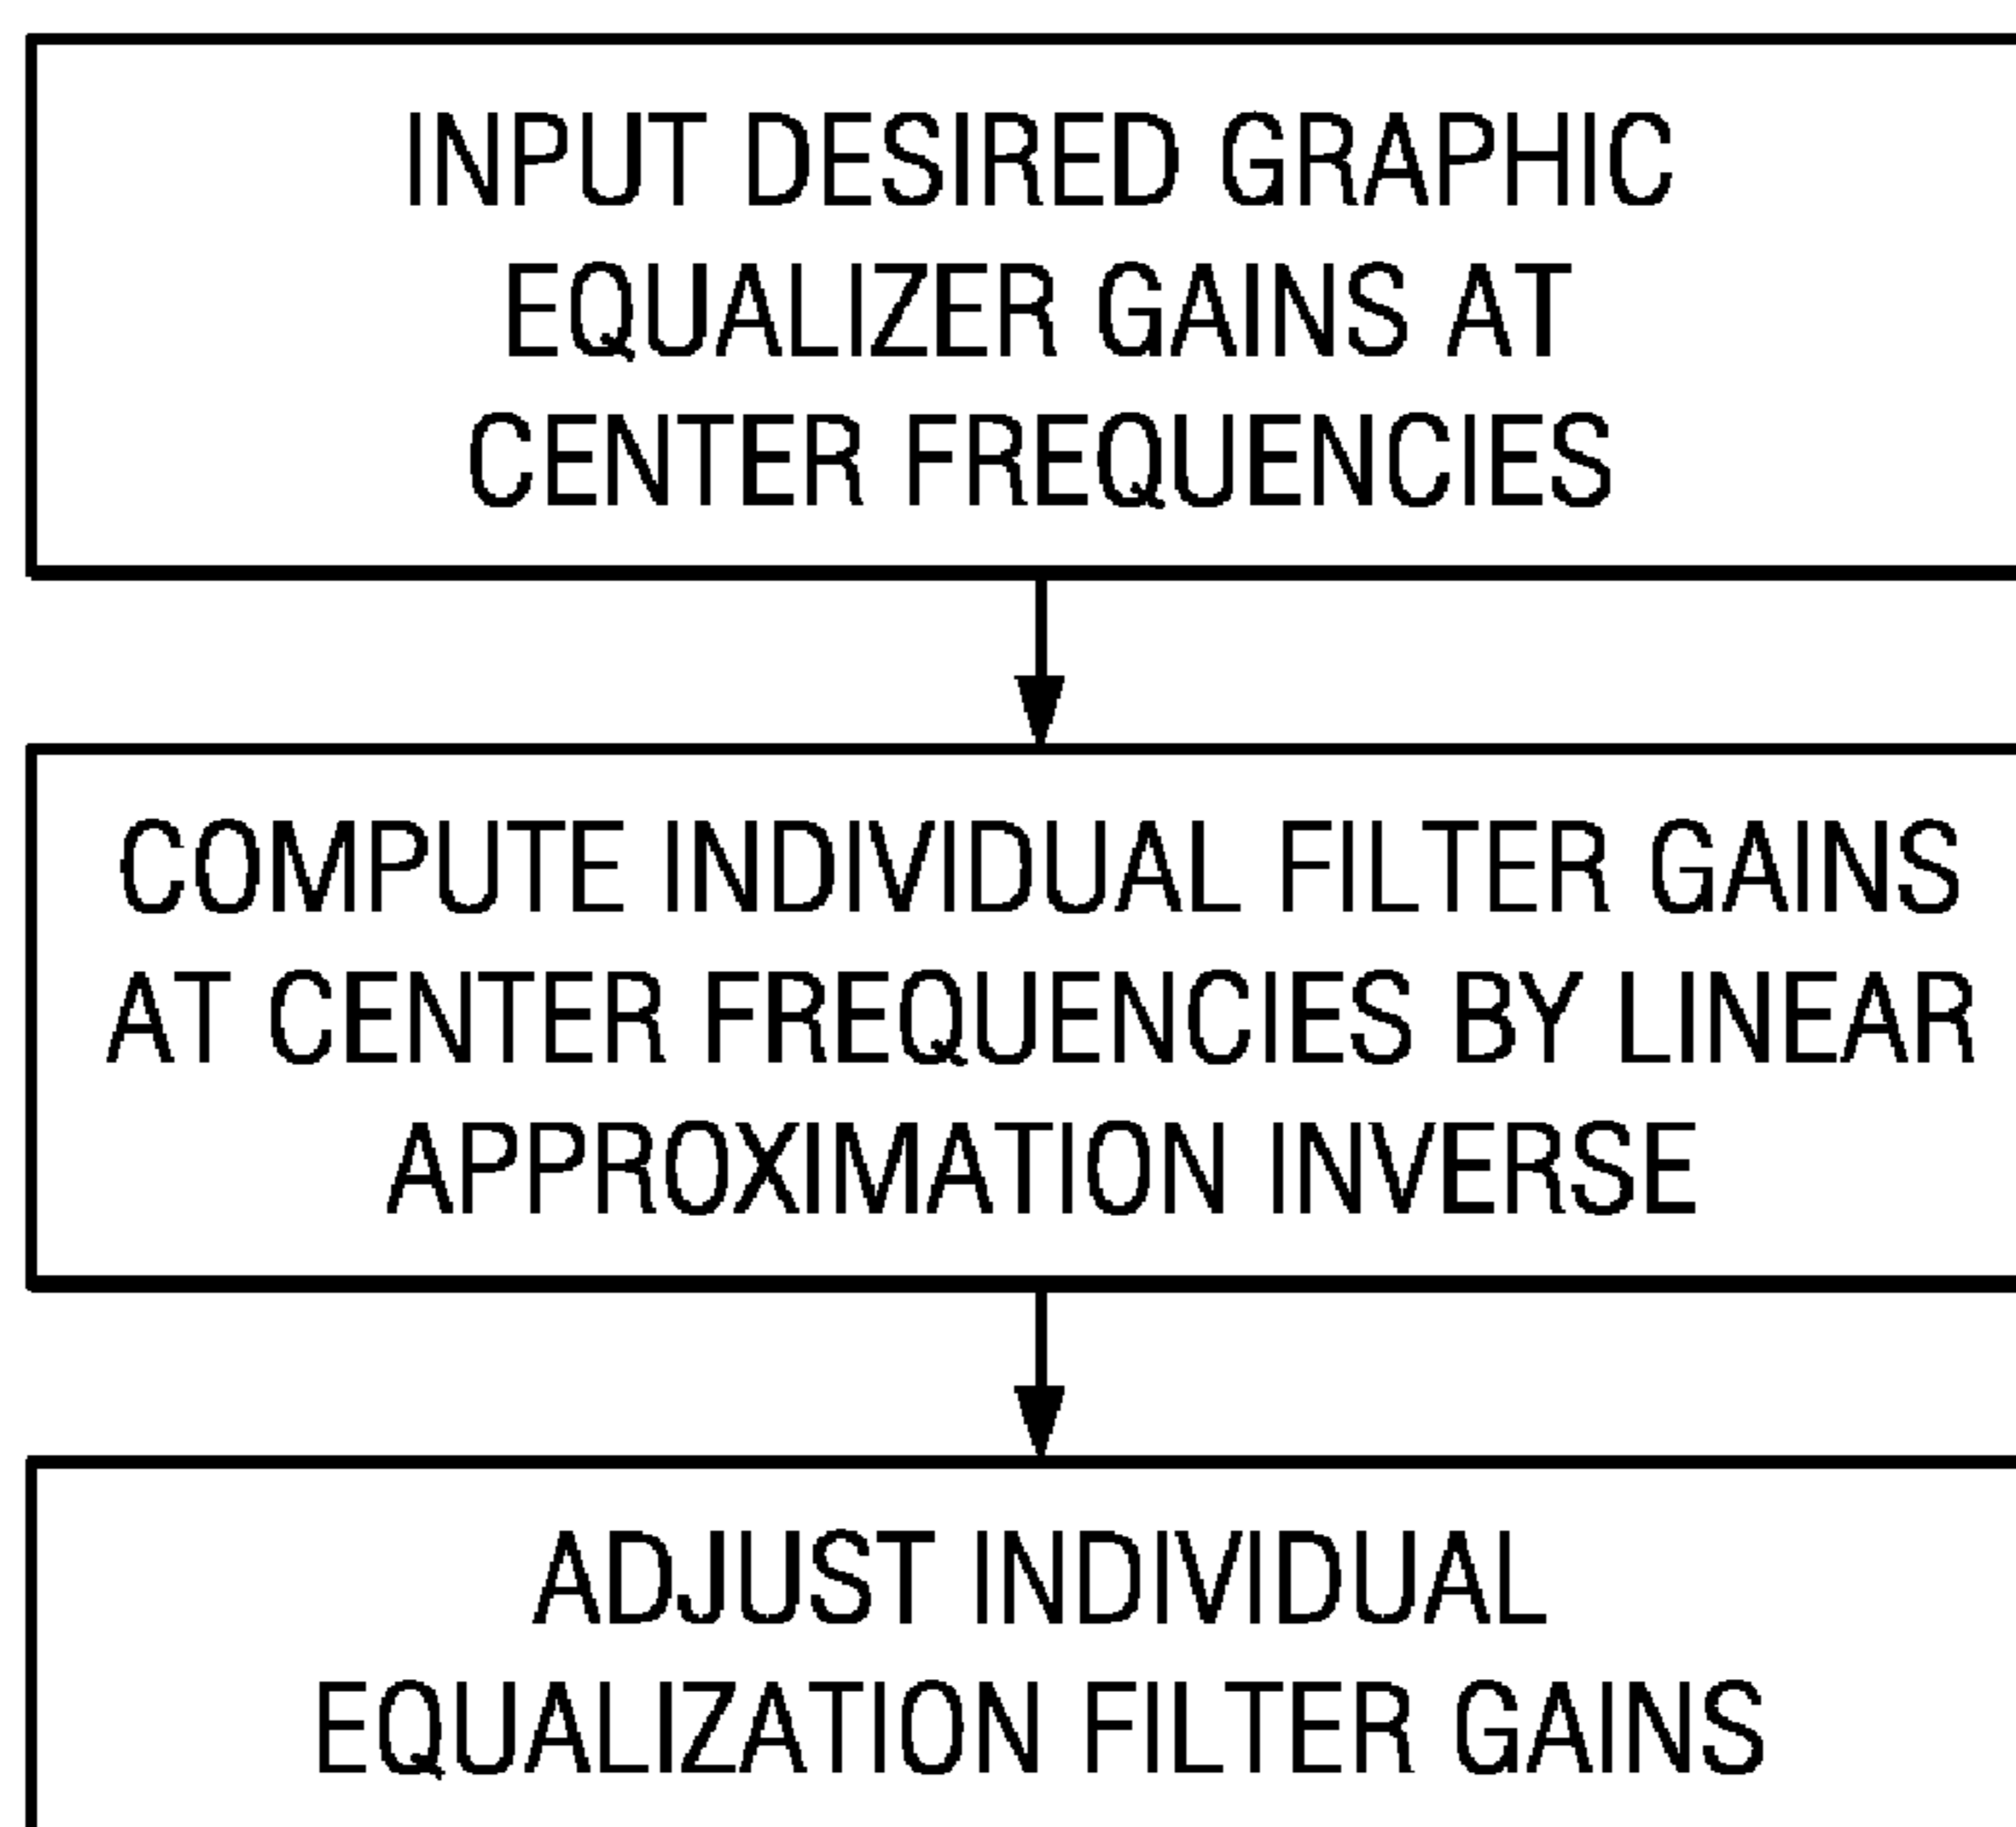 INPUT DESIRED GRAPHIC
EQUALIZER GAINS AT
CENTER FREQUENCIES
COMPUTE INDIVIDUAL FILTER GAINS
AT CENTER FREQUENCIES BY LINEAR
APPROXIMATION INVERSE
ADJUST INDIVIDUAL
EQUALIZATION FILTER GAINS